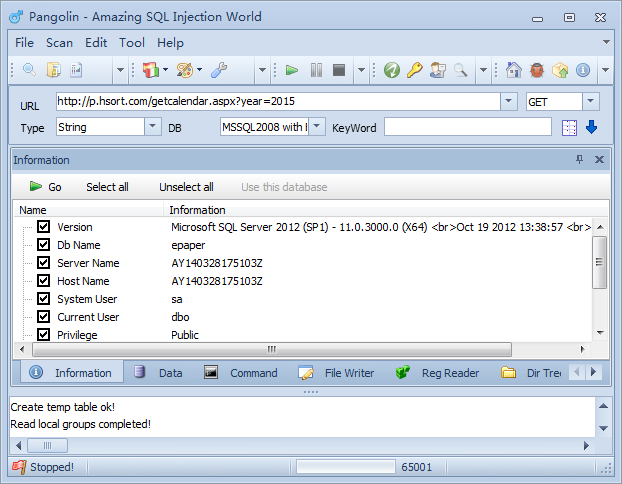 Pangolin - Amazing SQL Injection World
File Scan Edit Tool Help
URL http://p.hsort.com/getcalendar.aspx?year=2015 GET
Type String DB MSSQL2008 with KeyWord
Information
Go Select all Unselect all Use this database
Name Information
Version Microsoft SQL Server 2012 (SP1) - 11.0.3000.0 (X64) <br>Oct 19 2012 13:38:57 <br>
Db Name epaper
Server Name AY140328175103Z
Host Name AY140328175103Z
System User sa
Current User dbo
Privilege Public
Information Data Command File Writer Reg Reader Dir Tree
Create temp table ok!
Read local groups completed!
Stopped! 65001